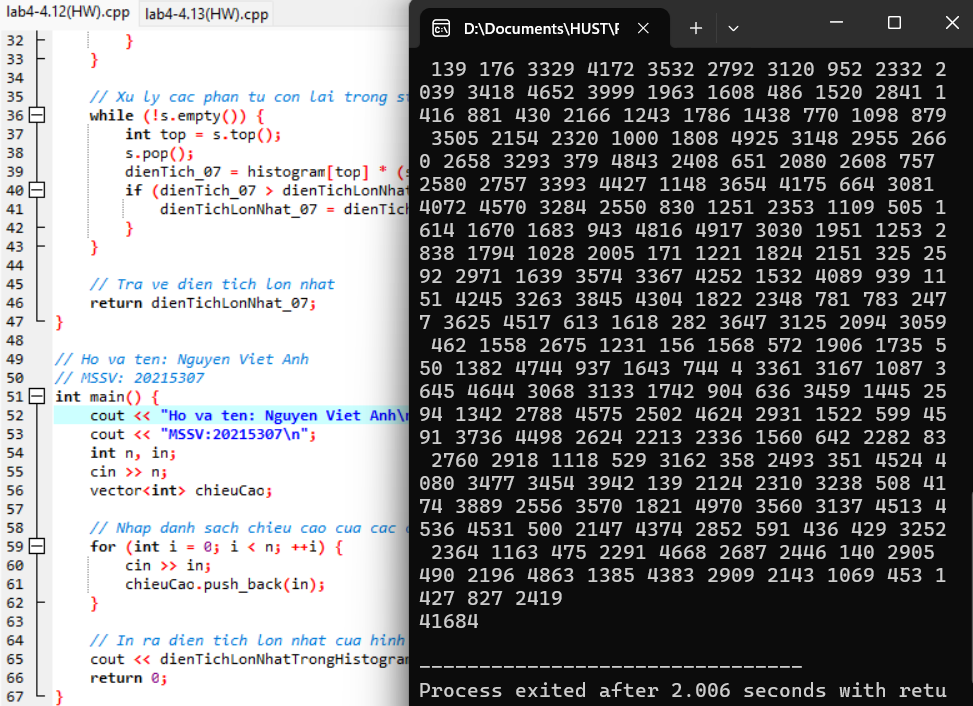 lab4-4.12(HW).cpp lab4-4.13(HW).cpp
32 }
33 }
34
35 // Xu ly cac phan tu con lai trong
36 while (!s.empty()) {
37 int top = s.top();
38 s.pop();
39 dienTich_07 = histogram[top] * (
40 if (dienTich_07 > dienTichLonNhat
41 dienTichLonNhat_07 = dienTich
42 }
43 }
44
45 // Tra ve dien tich lon nhat
46 return dienTichLonNhat_07;
47 }
48
49 // Ho va ten: Nguyen Viet Anh
50 // MSSV: 20215307
51 int main() {
52 cout << "Ho va ten: Nguyen Viet Anh\
53 cout << "MSSV:20215307\n";
54 int n, in;
55 cin >> n;
56 vector<int> chieuCao;
57
58 // Nhap danh sach chieu cao cua cac
59 for (int i = 0; i < n; ++i) {
60 cin >> in;
61 chieuCao.push_back(in);
62 }
63
64 // In ra dien tich lon nhat cua hinh
65 cout << dienTichLonNhatTrongHistogram
66 return 0;
67 }
D:\Documents\HUST\
139 176 3329 4172 3532 2792 3120 952 2332 2
039 3418 4652 3999 1963 1608 486 1520 2841 1
416 881 430 2166 1243 1786 1438 770 1098 879
3505 2154 2320 1000 1808 4925 3148 2955 266
0 2658 3293 379 4843 2408 651 2080 2608 757
2580 2757 3393 4427 1148 3654 4175 664 3081
4072 4570 3284 2550 830 1251 2353 1109 505 1
614 1670 1683 943 4816 4917 3030 1951 1253 2
838 1794 1028 2005 171 1221 1824 2151 325 25
92 2971 1639 3574 3367 4252 1532 4089 939 11
51 4245 3263 3845 4304 1822 2348 781 783 247
7 3625 4517 613 1618 282 3647 3125 2094 3059
462 1558 2675 1231 156 1568 572 1906 1735 5
50 1382 4744 937 1643 744 4 3361 3167 1087 3
645 4644 3068 3133 1742 904 636 3459 1445 25
94 1342 2788 4575 2502 4624 2931 1522 599 45
91 3736 4498 2624 2213 2336 1560 642 2282 83
2760 2918 1118 529 3162 358 2493 351 4524 4
080 3477 3454 3942 139 2124 2310 3238 508 41
74 3889 2556 3570 1821 4970 3560 3137 4513 4
536 4531 500 2147 4374 2852 591 436 429 3252
2364 1163 475 2291 4668 2687 2446 140 2905
490 2196 4863 1385 4383 2909 2143 1069 453 1
427 827 2419
41684
--------------------------------
Process exited after 2.006 seconds with retu